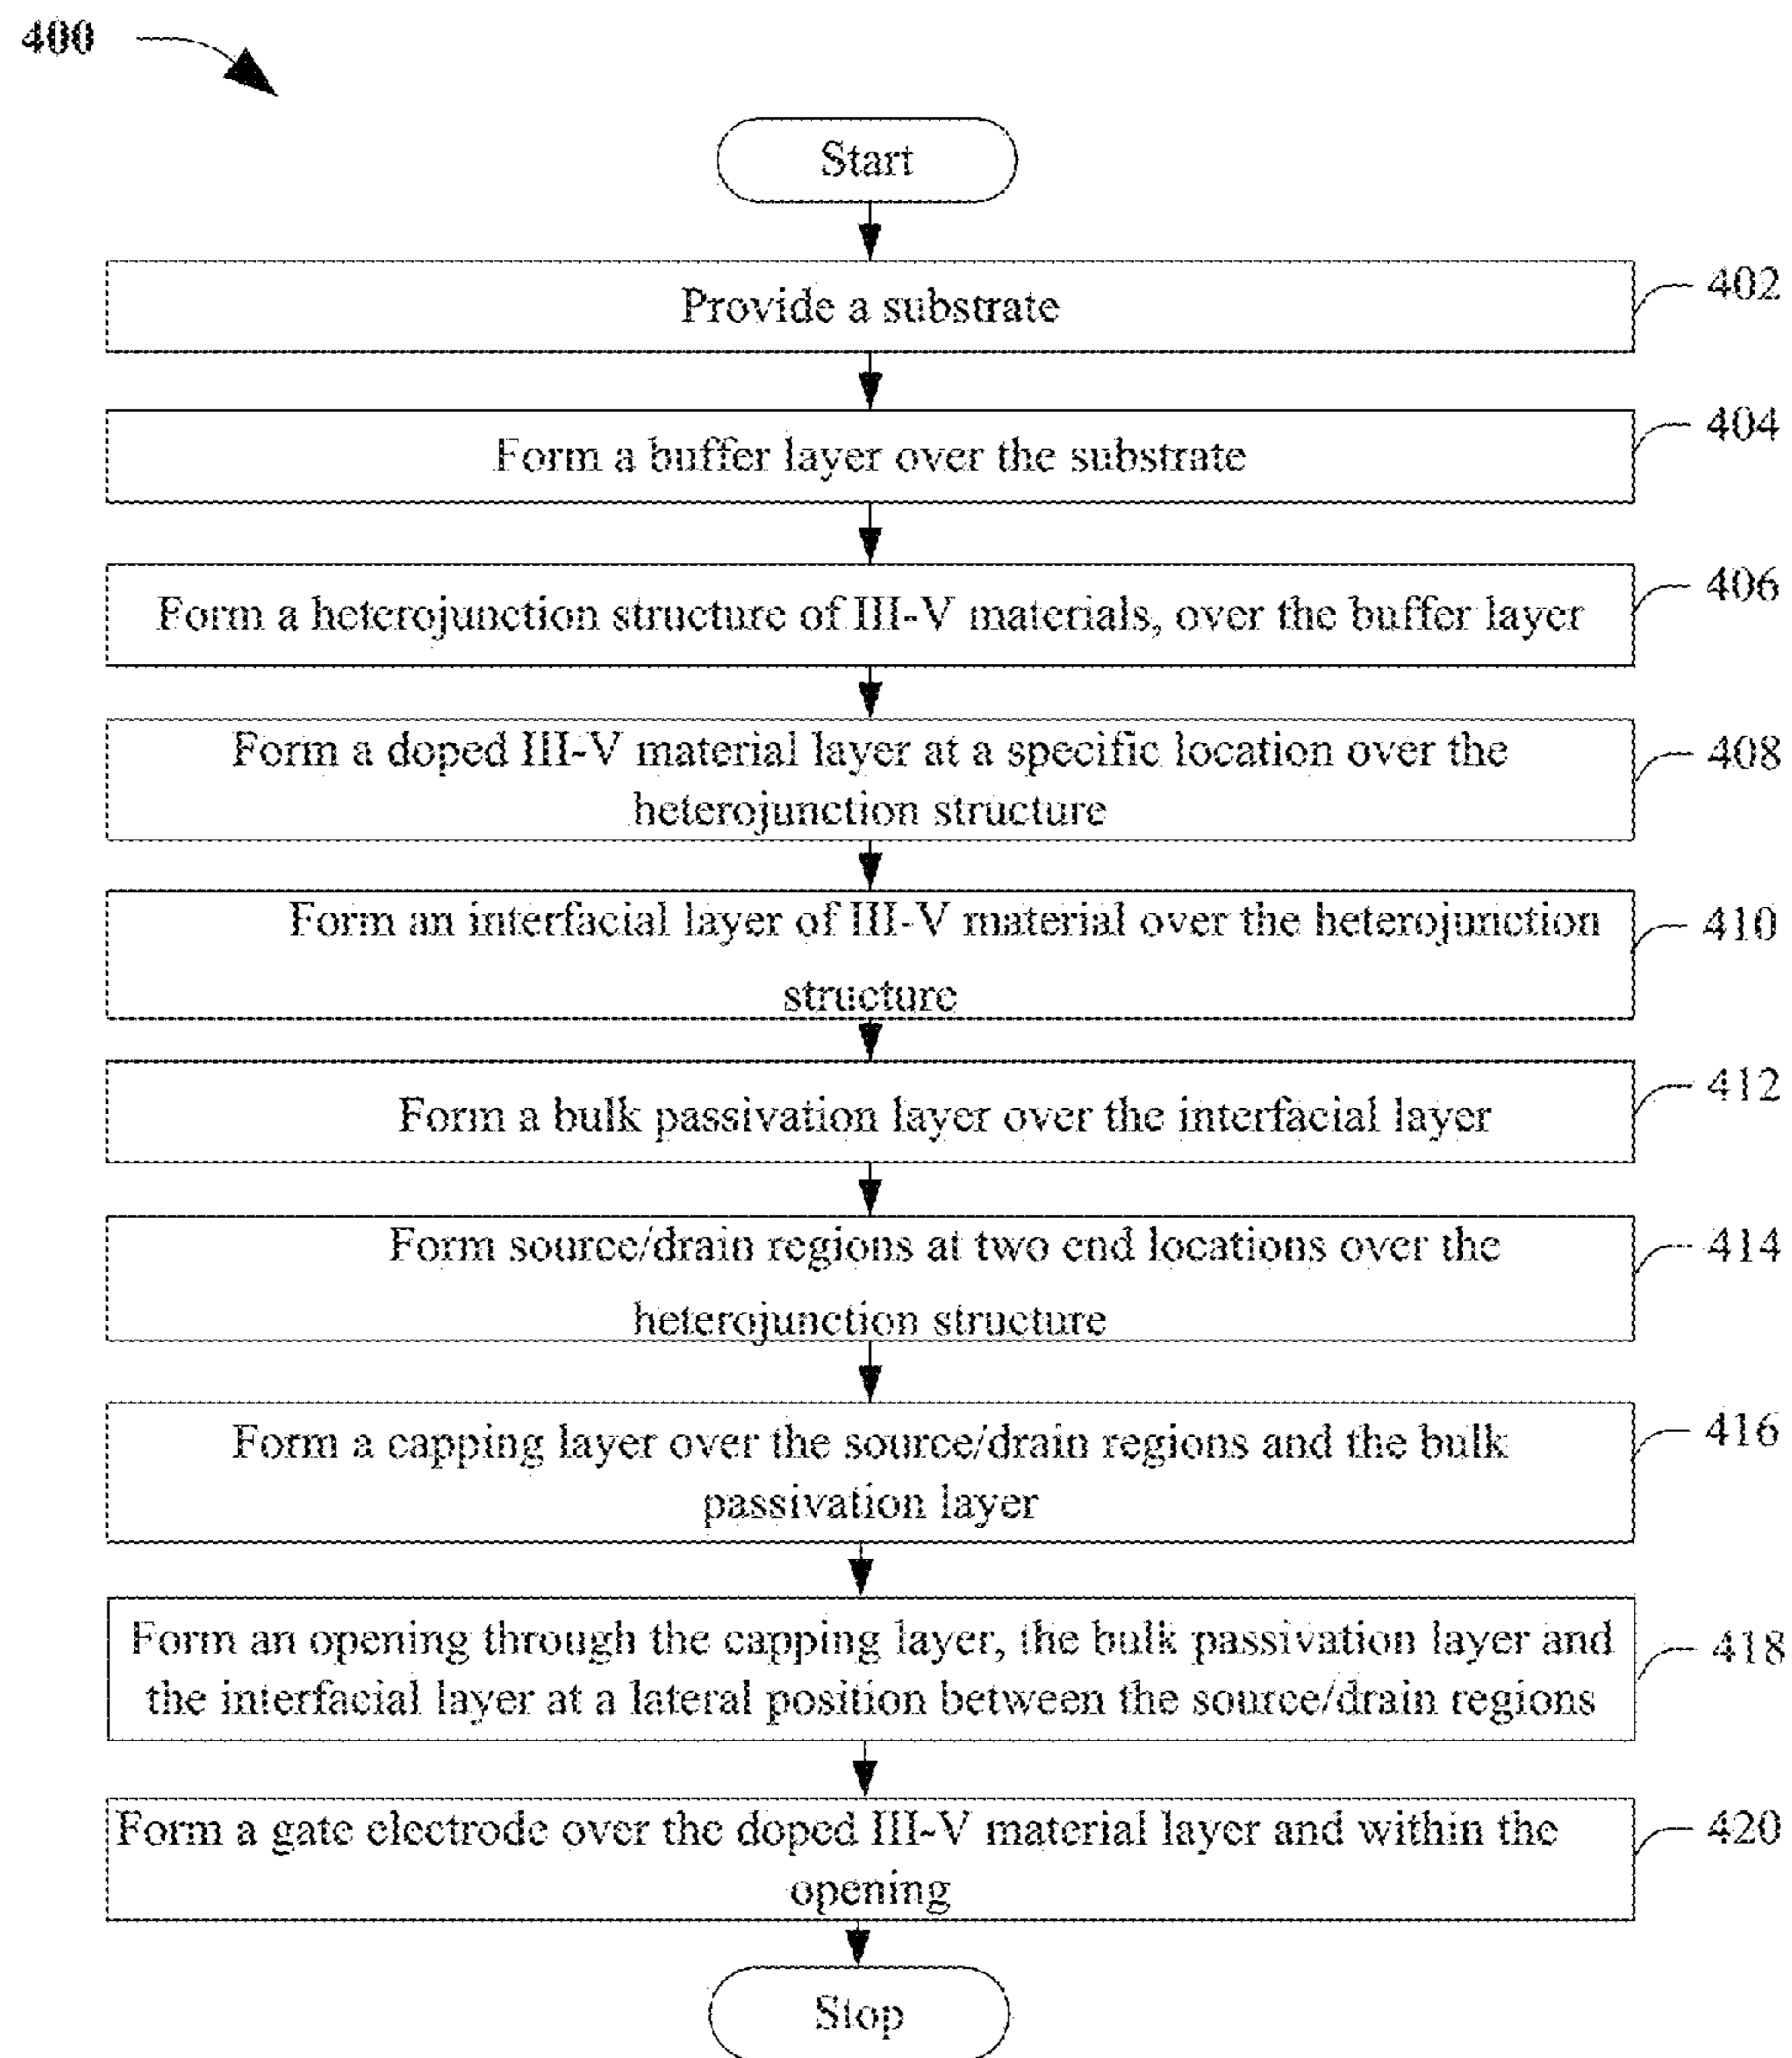 400
Start
Provide a substrate
402
Form a buffer layer over the substrate
404
Form a heterojunction structure of III-V materials, over the buffer layer
406
Form a doped III-V material layer at a specific location over the
heterojunction structure
408
Form an interfacial layer of III-V material over the heterojunction
structure
410
Form a bulk passivation layer over the interfacial layer
412
Form source/drain regions at two end locations over the
heterojunction structure
414
Form a capping layer over the source/drain regions and the bulk
passivation layer
416
Form an opening through the capping layer, the bulk passivation layer and
the interfacial layer at a lateral position between the source/drain regions
418
Form a gate electrode over the doped III-V material layer and within the
opening
420
Stop